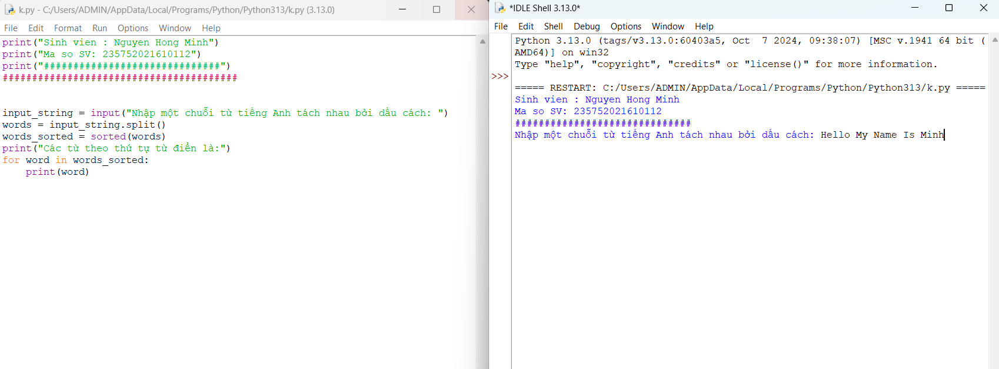 k.py - C:/Users/ADMIN/AppData/Local/Programs/Python/Python313/k.py (3.13.0)
File Edit Format Run Options Window Help
print("Sinh vien : Nguyen Hong Minh")
print("Ma so SV: 235752021610112")
print("##############################")
########################################
input_string = input("Nhập một chuỗi từ tiếng Anh tách nhau bởi dấu cách: ")
words = input_string.split()
words_sorted = sorted(words)
print("Các từ theo thứ tự từ điển là:")
for word in words_sorted:
    print(word)
*IDLE Shell 3.13.0*
File Edit Shell Debug Options Window Help
Python 3.13.0 (tags/v3.13.0:60403a5, Oct  7 2024, 09:38:07) [MSC v.1941 64 bit (
AMD64)] on win32
Type "help", "copyright", "credits" or "license()" for more information.
>>>
===== RESTART: C:/Users/ADMIN/AppData/Local/Programs/Python/Python313/k.py =====
Sinh vien : Nguyen Hong Minh
Ma so SV: 235752021610112
##############################
Nhập một chuỗi từ tiếng Anh tách nhau bởi dấu cách: Hello My Name Is Minh